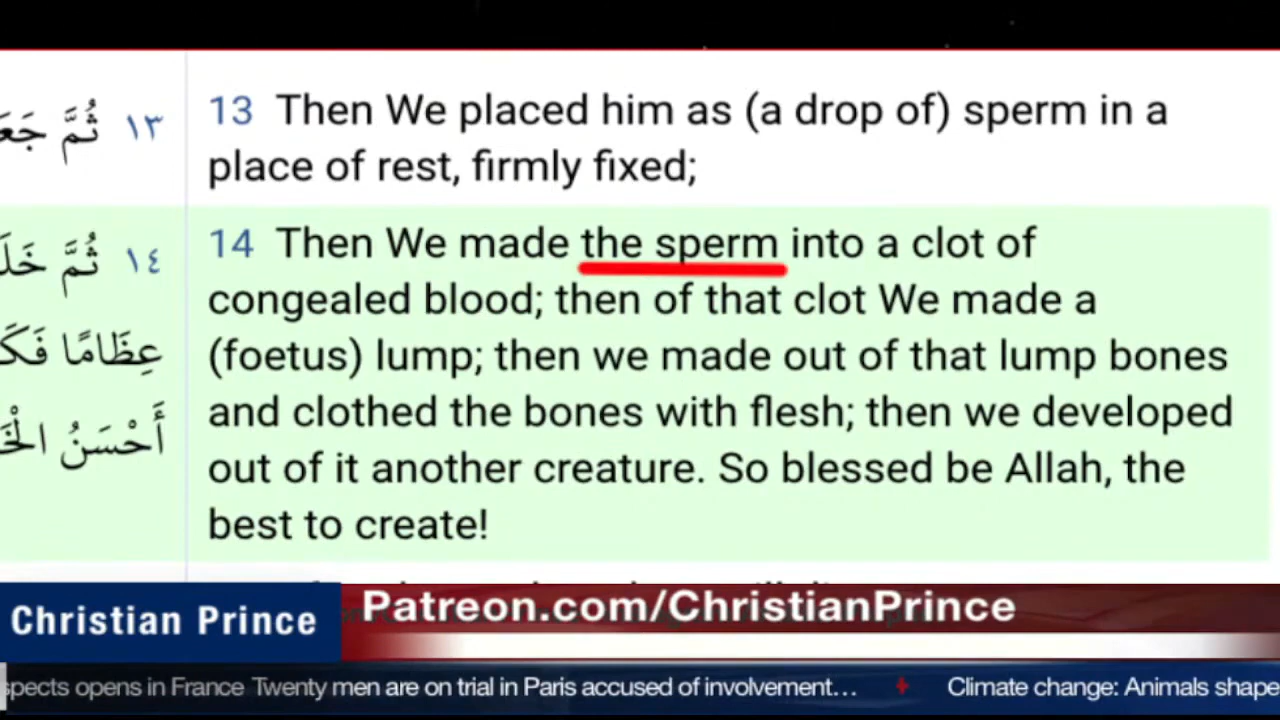 13 Then We placed him as (a drop of) sperm in a
place of rest, firmly fixed;
١٣ ثُمَّ
14 Then We made the sperm into a clot of
congealed blood; then of that clot We made a
(foetus) lump; then we made out of that lump bones
and clothed the bones with flesh; then we developed
out of it another creature. So blessed be Allah, the
best to create!
١٤ ثُمَّ
عِظَامًا
أَحْسَنُ
Christian Prince
Patreon.com/ChristianPrince
spects opens in France Twenty men are on trial in Paris accused of involvement... Climate change: Animals shape